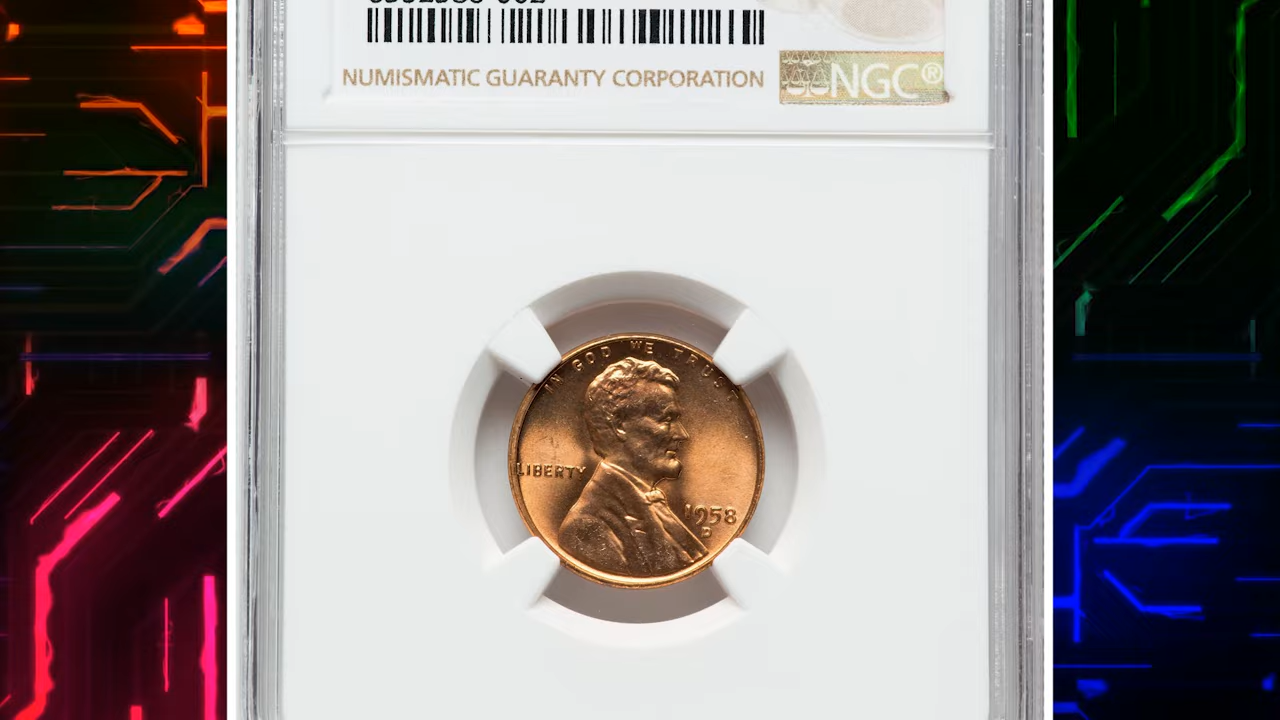 NUMISMATIC GUARANTY CORPORATION
NGC®
IN GOD WE TRUST
LIBERTY
1958
D